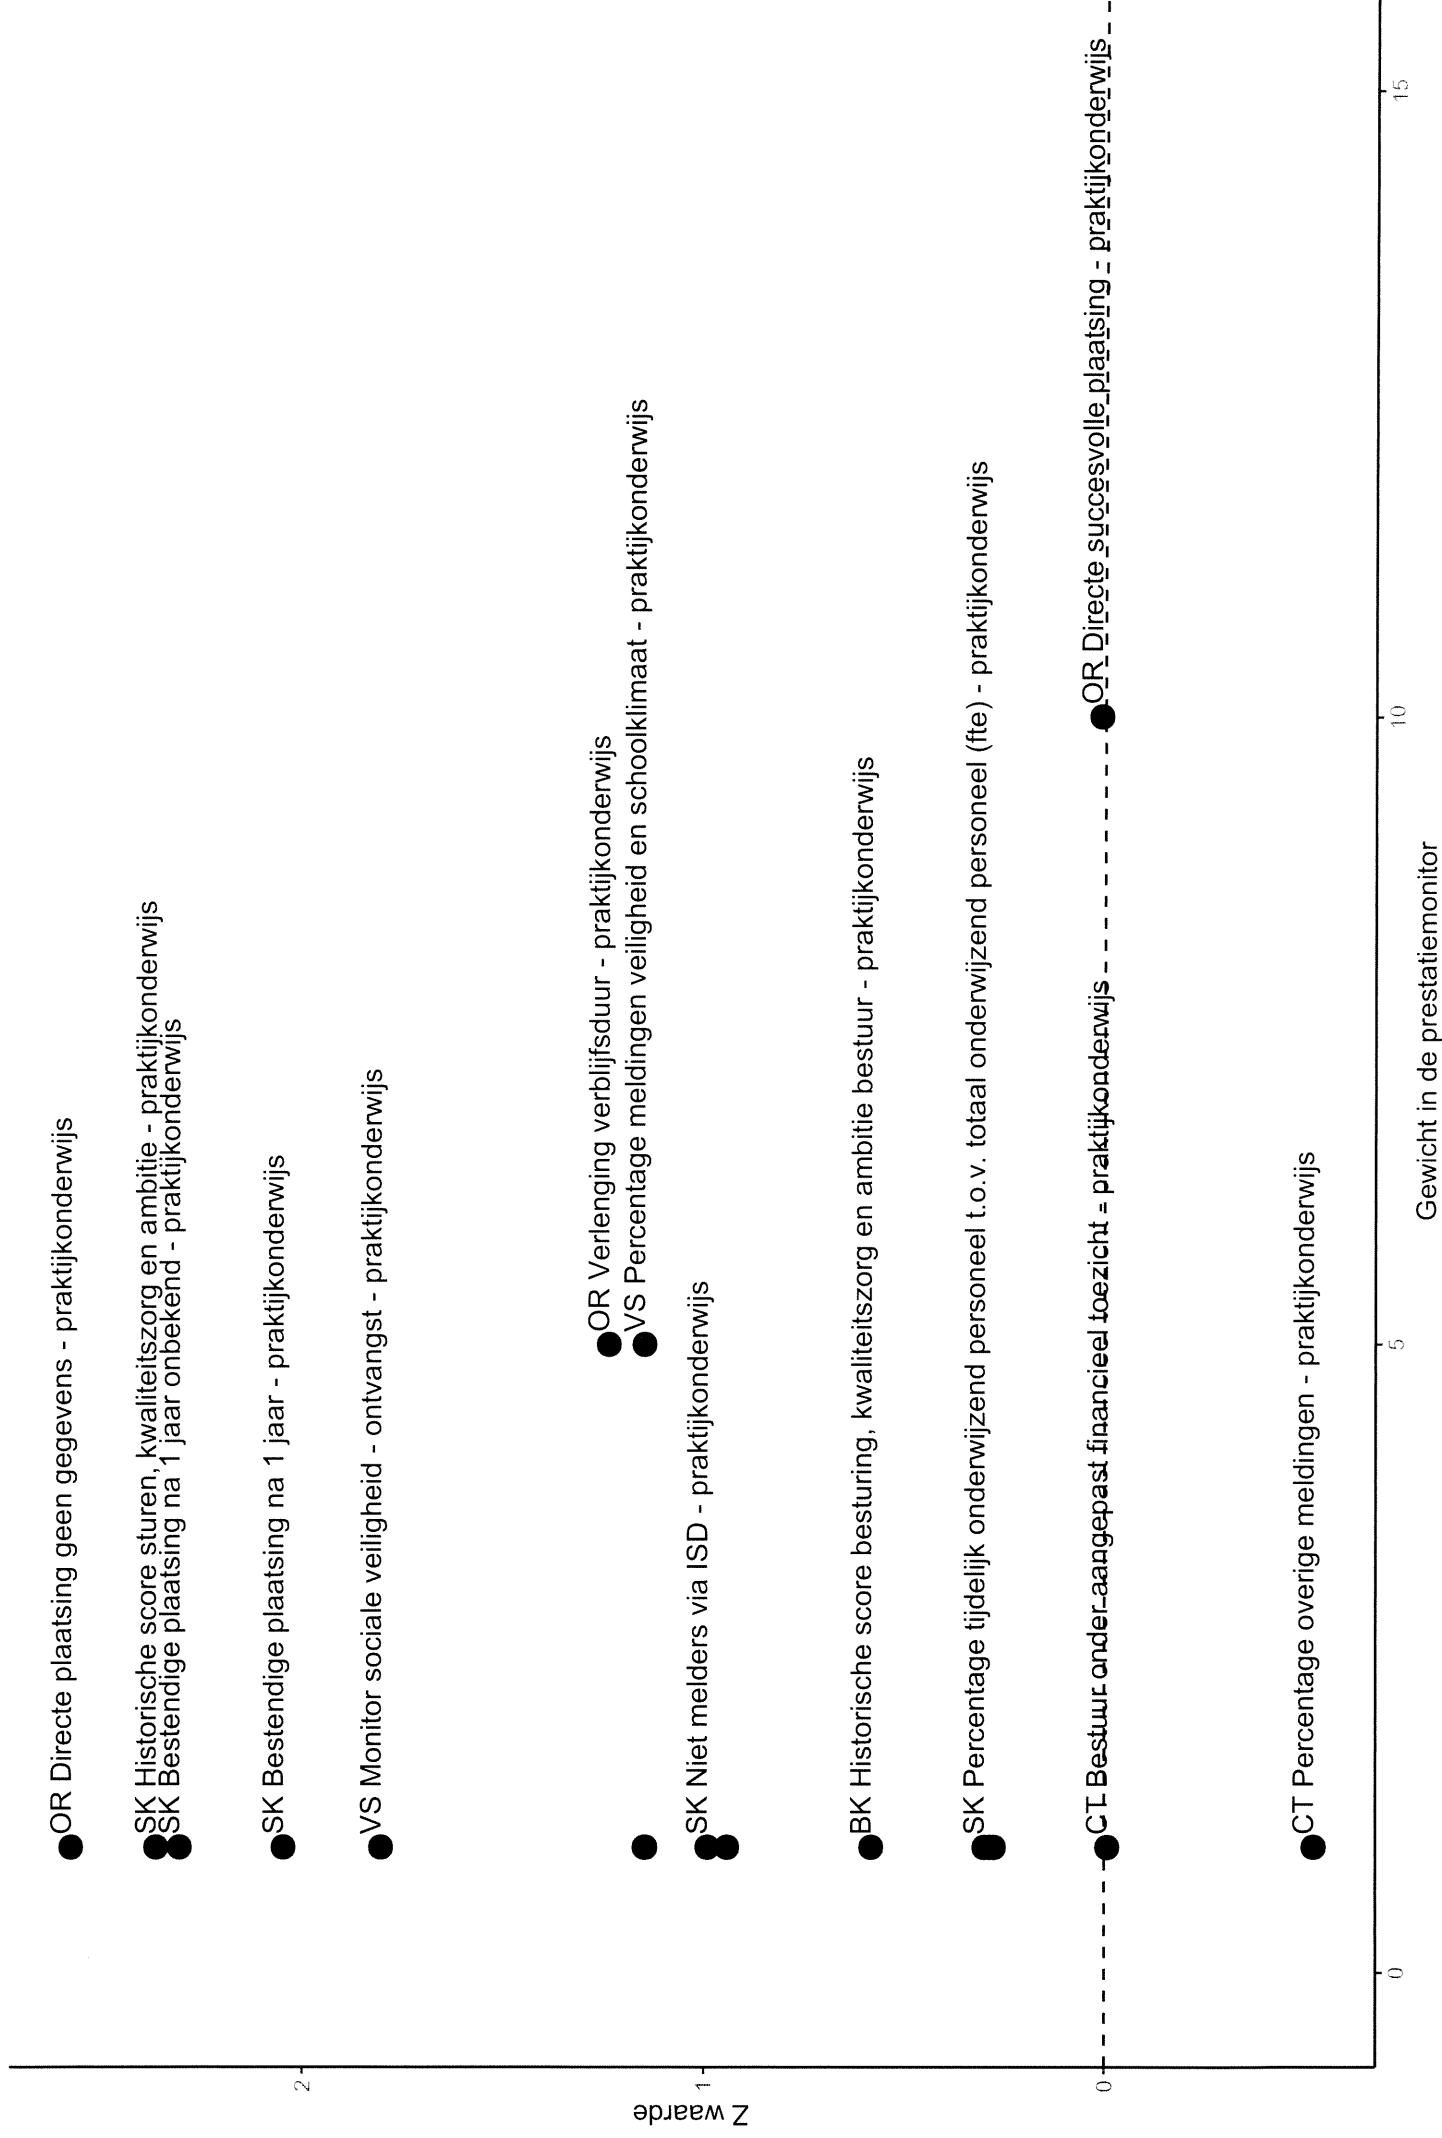 OR Directe plaatsing geen gegevens - praktijkonderwijs
SK Historische score sturen, kwaliteitszorg en ambitie - praktijkonderwijs
SK Bestendige plaatsing na 1 jaar onbekend - praktijkonderwijs
SK Bestendige plaatsing na 1 jaar - praktijkonderwijs
VS Monitor sociale veiligheid - ontvangst - praktijkonderwijs
OR Verlenging verblijfsduur - praktijkonderwijs
VS Percentage meldingen veiligheid en schoolklimaat - praktijkonderwijs
SK Niet melders via ISD - praktijkonderwijs
BK Historische score besturing, kwaliteitszorg en ambitie bestuur - praktijkonderwijs
SK Percentage tijdelijk onderwijzend personeel t.o.v. totaal onderwijzend personeel (fte) - praktijkonderwijs
OR Directe succesvolle plaatsing - praktijkonderwijs
CT Bestuur onder aangepast financieel toezicht - praktijkonderwijs
CT Percentage overige meldingen - praktijkonderwijs
2
1
0
Z waarde
0
5
10
15
Gewicht in de prestatiemonitor